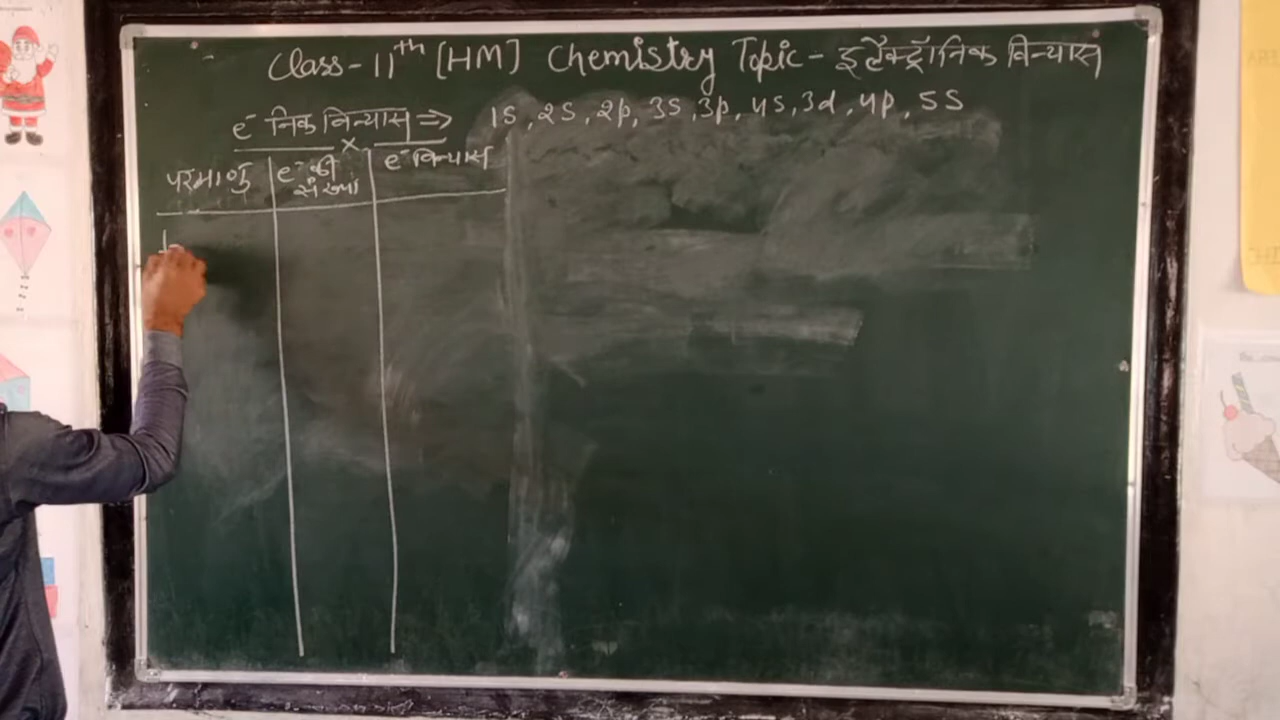 Class-11th [HM] Chemistry Topic - इलैक्ट्रॉनिक विन्यास
e⁻ निक विन्यास ⇒ 1S, 2S, 2p, 3S, 3p, 4S, 3d, 4p, 5S
परमाणु e⁻ की संख्या e⁻ विन्यास